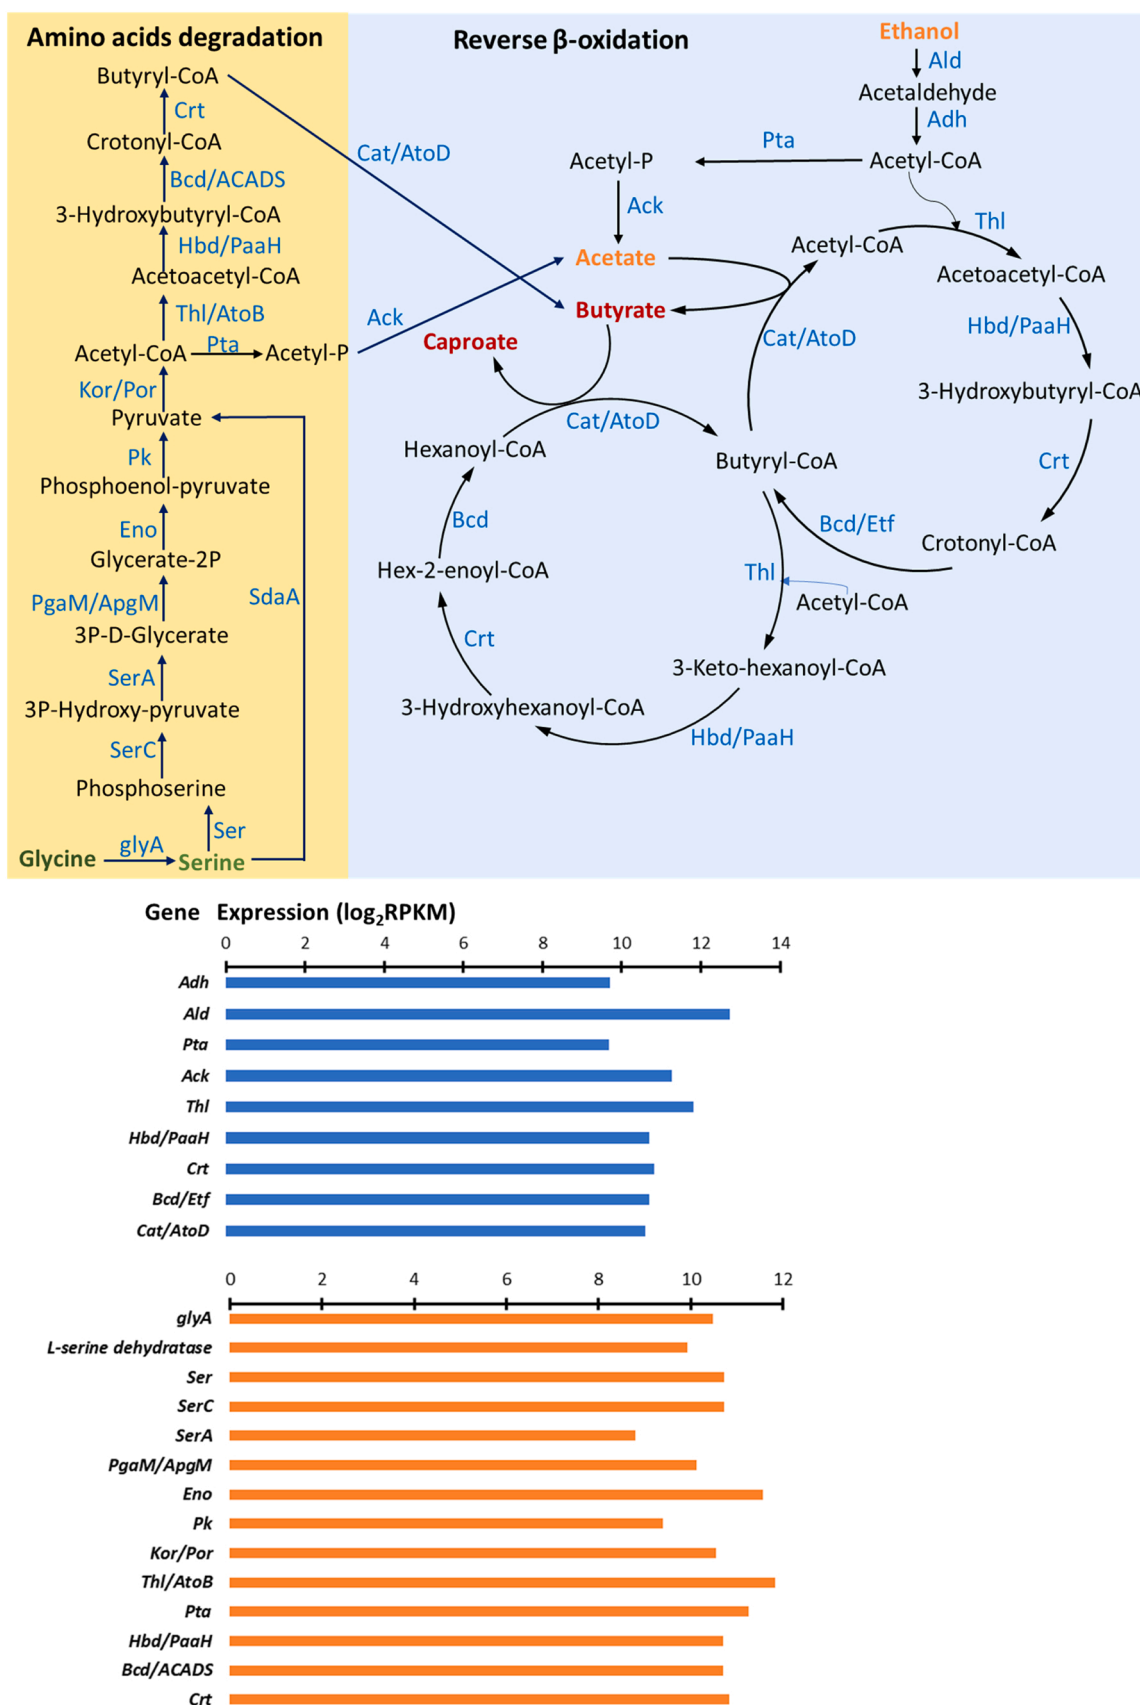 Amino acids degradation
Butyryl-CoA
Crt
Crotonyl-CoA
Bcd/ACADS
3-Hydroxybutyryl-CoA
Hbd/PaaH
Acetoacetyl-CoA
Thl/AtoB
Acetyl-CoA
Pta
Acetyl-P
Kor/Por
Pyruvate
Pk
Phosphoenol-pyruvate
Eno
Glycerate-2P
PgaM/ApgM
SdaA
3P-D-Glycerate
SerA
3P-Hydroxy-pyruvate
SerC
Phosphoserine
Ser
Glycine
glyA
Serine
Reverse β-oxidation
Ethanol
Ald
Acetaldehyde
Adh
Cat/AtoD
Acetyl-P
Pta
Acetyl-CoA
Ack
Thl
Acetate
Acetyl-CoA
Acetoacetyl-CoA
Ack
Butyrate
Caproate
Cat/AtoD
Hbd/PaaH
3-Hydroxybutyryl-CoA
Cat/AtoD
Hexanoyl-CoA
Butyryl-CoA
Crt
Bcd
Bcd/Etf
Crotonyl-CoA
Hex-2-enoyl-CoA
Thl
Acetyl-CoA
Crt
3-Keto-hexanoyl-CoA
3-Hydroxyhexanoyl-CoA
Hbd/PaaH
Gene Expression (log2RPKM)
0 2 4 6 8 10 12 14
Adh
Ald
Pta
Ack
Thl
Hbd/PaaH
Crt
Bcd/Etf
Cat/AtoD
0 2 4 6 8 10 12
glyA
L-serine dehydratase
Ser
SerC
SerA
PgaM/ApgM
Eno
Pk
Kor/Por
Thl/AtoB
Pta
Hbd/PaaH
Bcd/ACADS
Crt